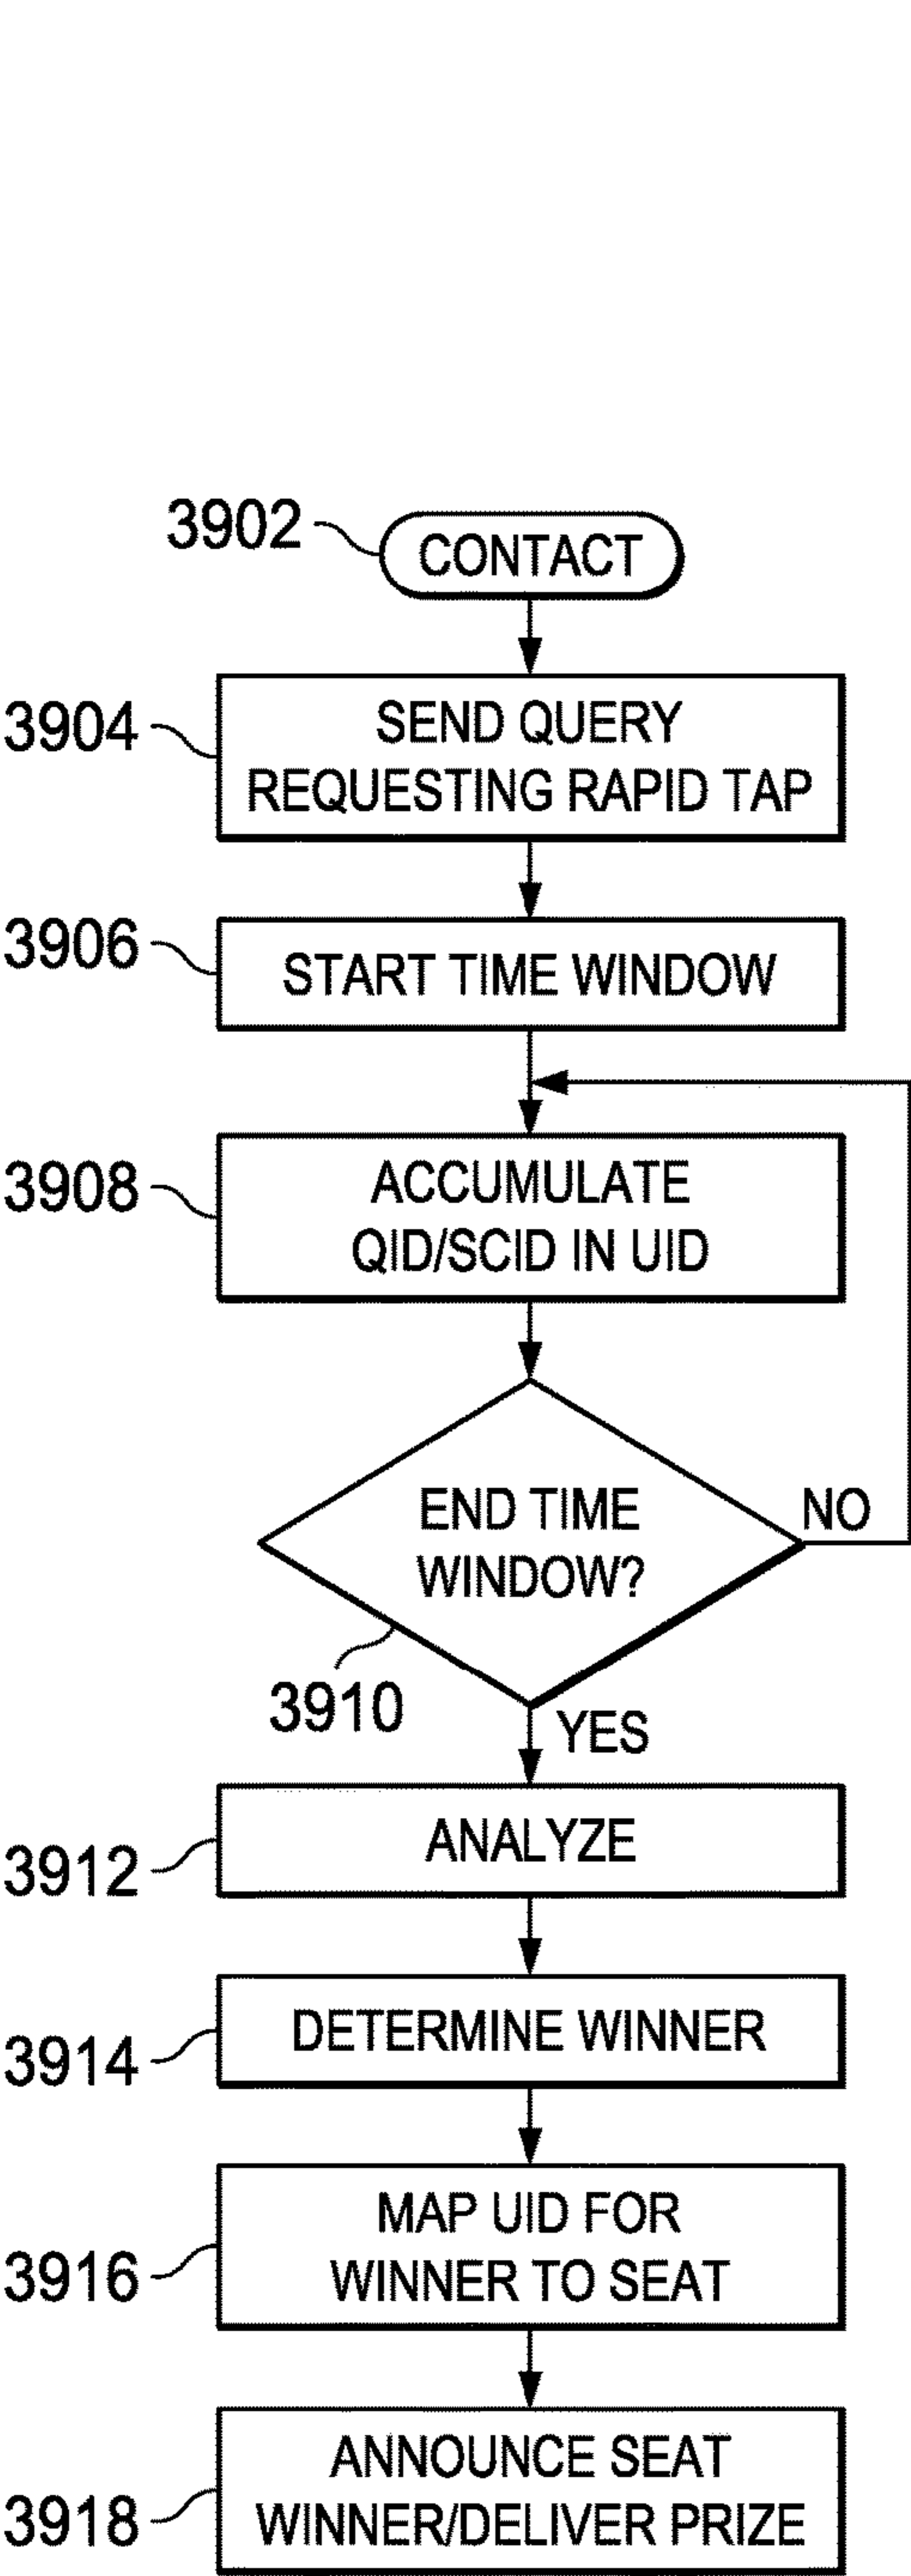 3902
CONTACT
3904
SEND QUERY
REQUESTING RAPID TAP
3906
START TIME WINDOW
3908
ACCUMULATE
QID/SCID IN UID
END TIME
WINDOW?
NO
3910
YES
3912
ANALYZE
3914
DETERMINE WINNER
3916
MAP UID FOR
WINNER TO SEAT
3918
ANNOUNCE SEAT
WINNER/DELIVER PRIZE